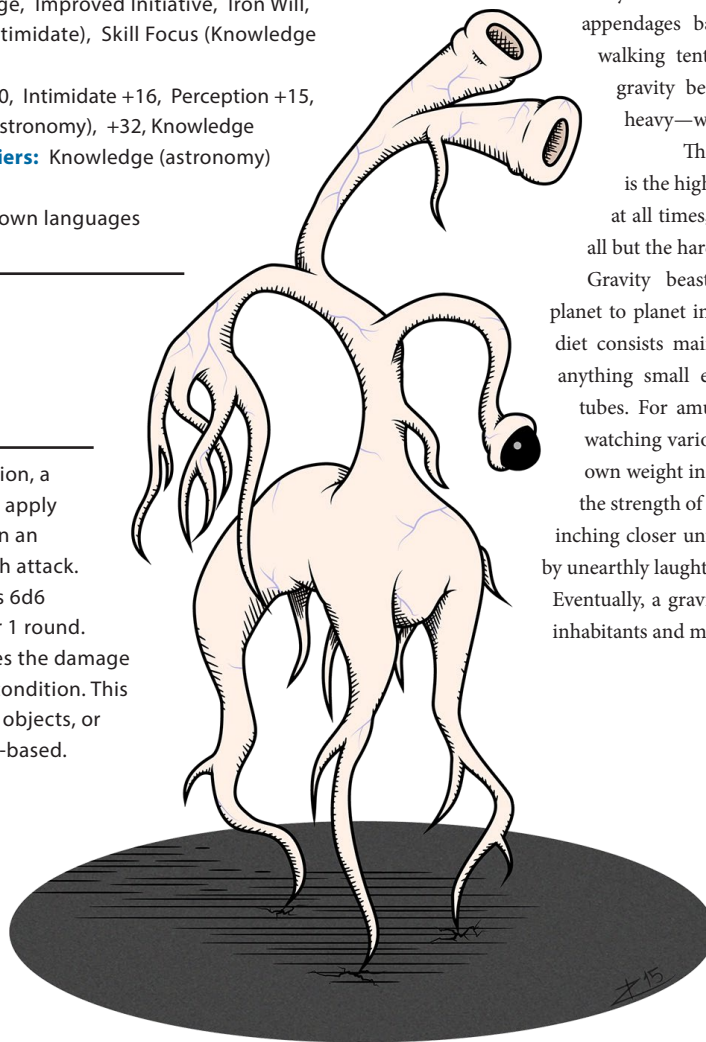 ge, Improved Initiative, Iron Will,
timidate), Skill Focus (Knowledge
0, Intimidate +16, Perception +15,
stronomy), +32, Knowledge
iers: Knowledge (astronomy)
own languages
ion, a
apply
n an
h attack.
s 6d6
r 1 round.
es the damage
ondition. This
objects, or
-based.
appendages ba
walking tent
gravity be
heavy—w
Th
is the high
at all times,
all but the hard
Gravity beast
planet to planet in
diet consists mai
anything small e
tubes. For amu
watching vario
own weight in
the strength of
inching closer un
by unearthly laught
Eventually, a gravi
inhabitants and m
15